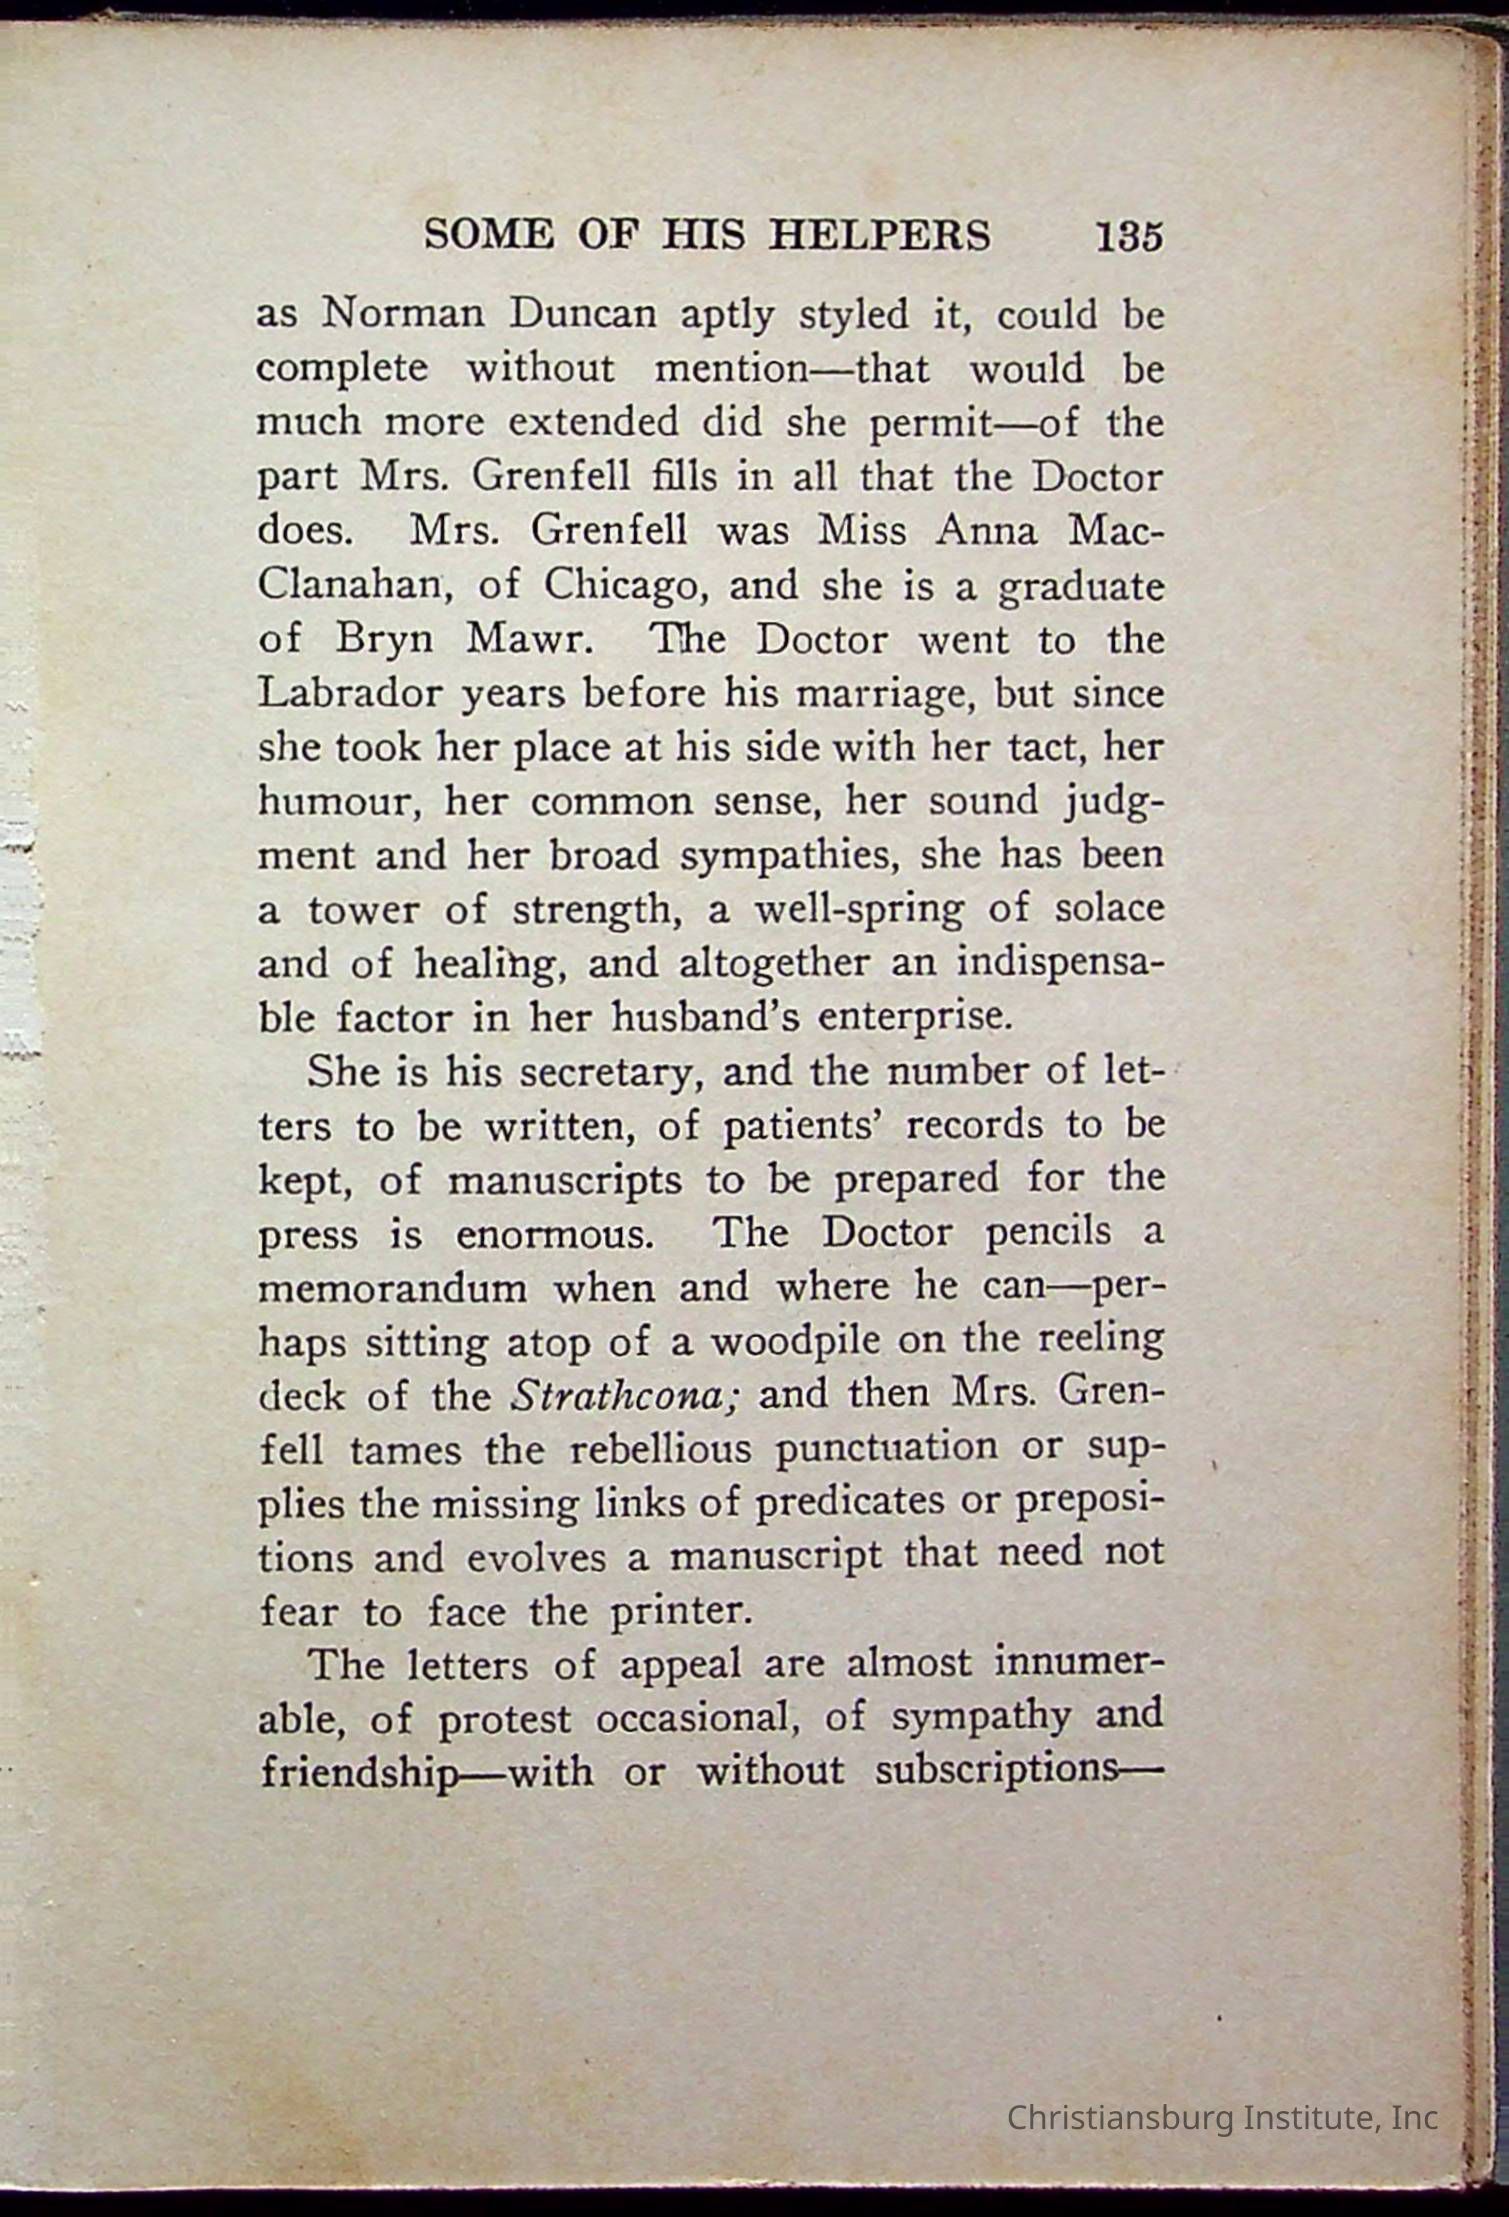 SOME OF HIS HELPERS 135
as Norman Duncan aptly styled it, could be
complete without mention—that would be
much more extended did she permit—of the
part Mrs. Grenfell fills in all that the Doctor
does. Mrs. Grenfell was Miss Anna Mac-
Clanahan, of Chicago, and she is a graduate
of Bryn Mawr. The Doctor went to the
Labrador years before his marriage, but since
she took her place at his side with her tact, her
humour, her common sense, her sound judg-
ment and her broad sympathies, she has been
a tower of strength, a well-spring of solace
and of healing, and altogether an indispensa-
ble factor in her husband's enterprise.
She is his secretary, and the number of let-
ters to be written, of patients' records to be
kept, of manuscripts to be prepared for the
press is enormous. The Doctor pencils a
memorandum when and where he can—per-
haps sitting atop of a woodpile on the reeling
deck of the Strathcona; and then Mrs. Gren-
fell tames the rebellious punctuation or sup-
plies the missing links of predicates or preposi-
tions and evolves a manuscript that need not
fear to face the printer.
The letters of appeal are almost innumer-
able, of protest occasional, of sympathy and
friendship—with or without subscriptions—
Christiansburg Institute, Inc